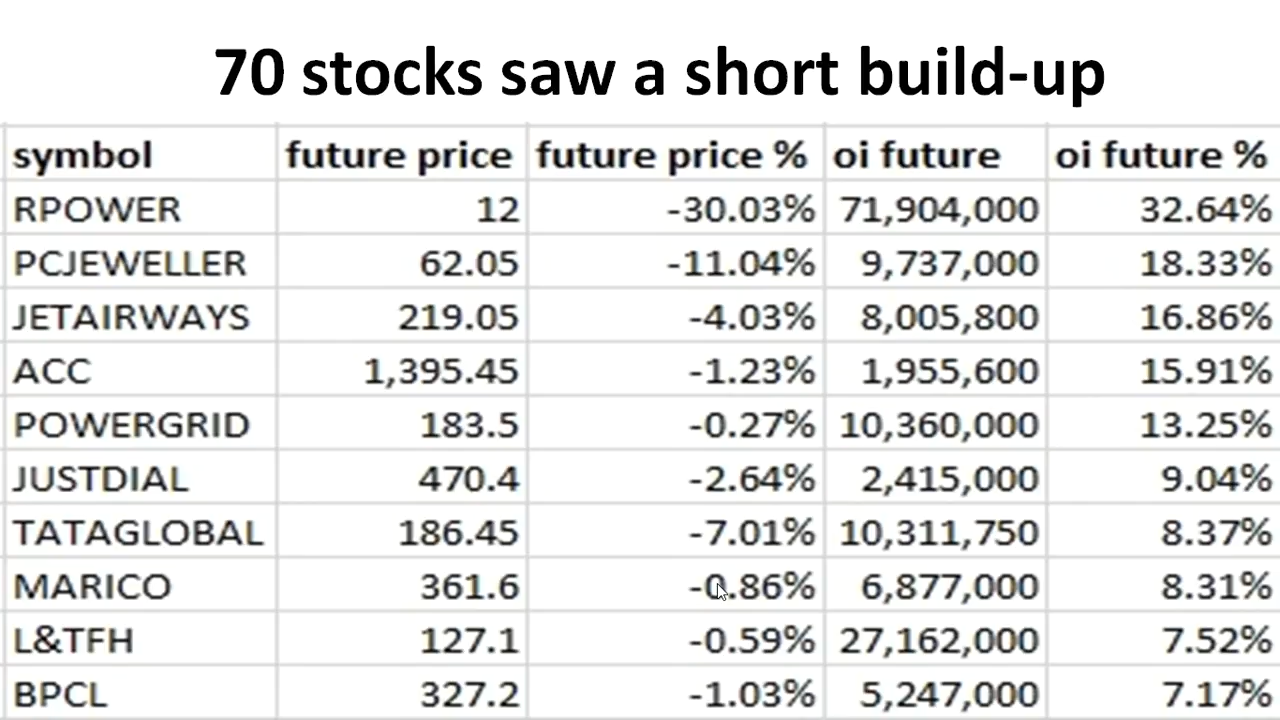 70 stocks saw a short build-up
symbol future price future price % oi future oi future %
RPOWER 12 -30.03% 71,904,000 32.64%
PCJEWELLER 62.05 -11.04% 9,737,000 18.33%
JETAIRWAYS 219.05 -4.03% 8,005,800 16.86%
ACC 1,395.45 -1.23% 1,955,600 15.91%
POWERGRID 183.5 -0.27% 10,360,000 13.25%
JUSTDIAL 470.4 -2.64% 2,415,000 9.04%
TATAGLOBAL 186.45 -7.01% 10,311,750 8.37%
MARICO 361.6 -0.86% 6,877,000 8.31%
L&TFH 127.1 -0.59% 27,162,000 7.52%
BPCL 327.2 -1.03% 5,247,000 7.17%